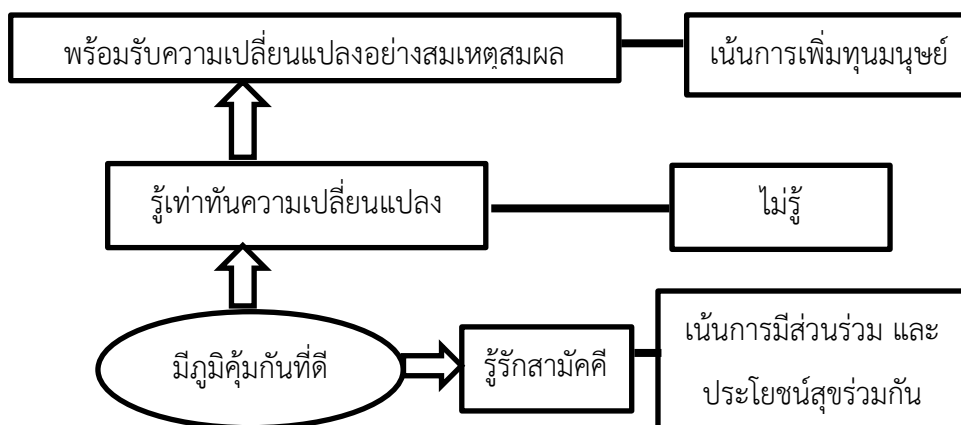 พร้อมรับความเปลี่ยนแปลงอย่างสมเหตุสมผล
เน้นการเพิ่มทุนมนุษย์
รู้เท่าทันความเปลี่ยนแปลง
ไม่รู้
มีภูมิคุ้มกันที่ดี
รู้รักสามัคคี
เน้นการมีส่วนร่วม และ
ประโยชน์สุขร่วมกัน